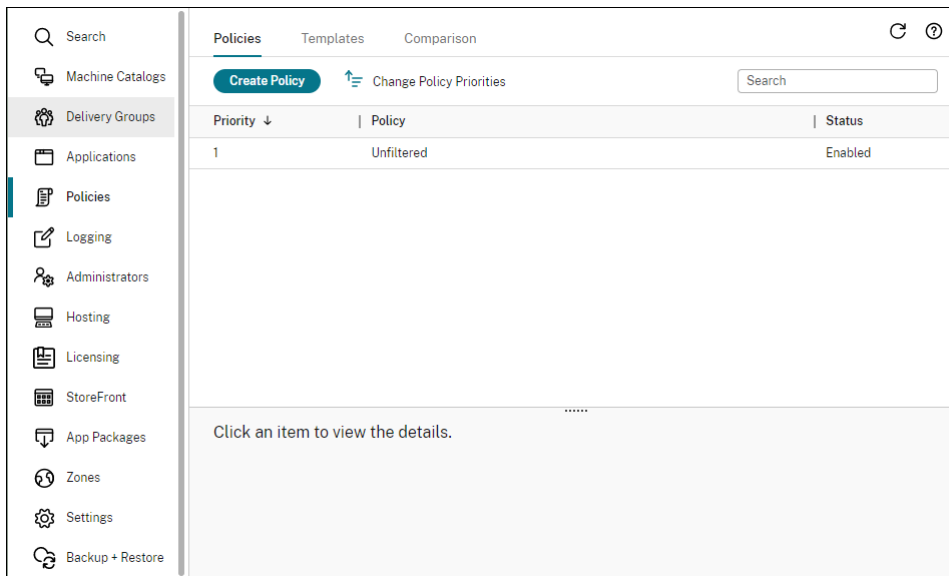 Search
Machine Catalogs
Delivery Groups
Applications
Policies
Logging
Administrators
Hosting
Licensing
StoreFront
App Packages
Zones
Settings
Backup + Restore
Policies Templates Comparison
Create Policy Change Policy Priorities Search
Priority ↓ | Policy | Status
1 Unfiltered Enabled
Click an item to view the details.